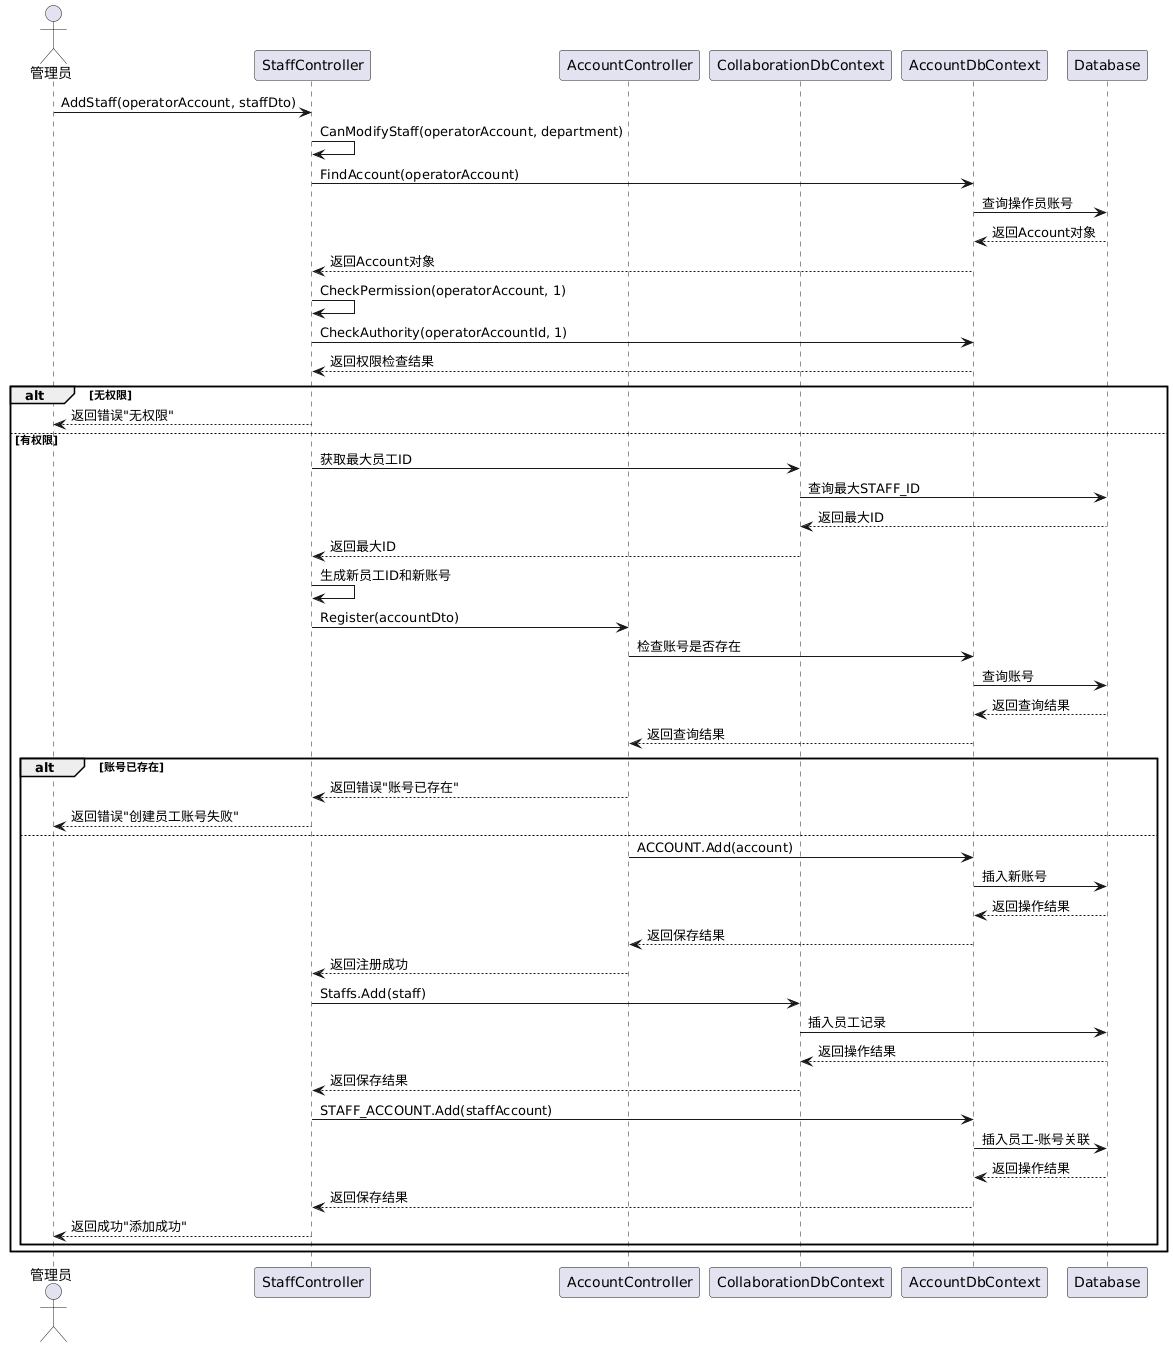 管理员
StaffController
AccountController
CollaborationDbContext
AccountDbContext
Database
AddStaff(operatorAccount, staffDto)
CanModifyStaff(operatorAccount, department)
FindAccount(operatorAccount)
查询操作员账号
返回Account对象
返回Account对象
CheckPermission(operatorAccount, 1)
CheckAuthority(operatorAccountId, 1)
返回权限检查结果
alt
[无权限]
返回错误"无权限"
[有权限]
获取最大员工ID
查询最大STAFF_ID
返回最大ID
返回最大ID
生成新员工ID和新账号
Register(accountDto)
检查账号是否存在
查询账号
返回查询结果
返回查询结果
alt
[账号已存在]
返回错误"账号已存在"
返回错误"创建员工账号失败"
ACCOUNT.Add(account)
插入新账号
返回操作结果
返回保存结果
返回注册成功
Staffs.Add(staff)
插入员工记录
返回操作结果
返回保存结果
STAFF_ACCOUNT.Add(staffAccount)
插入员工-账号关联
返回操作结果
返回保存结果
返回成功"添加成功"
管理员
StaffController
AccountController
CollaborationDbContext
AccountDbContext
Database